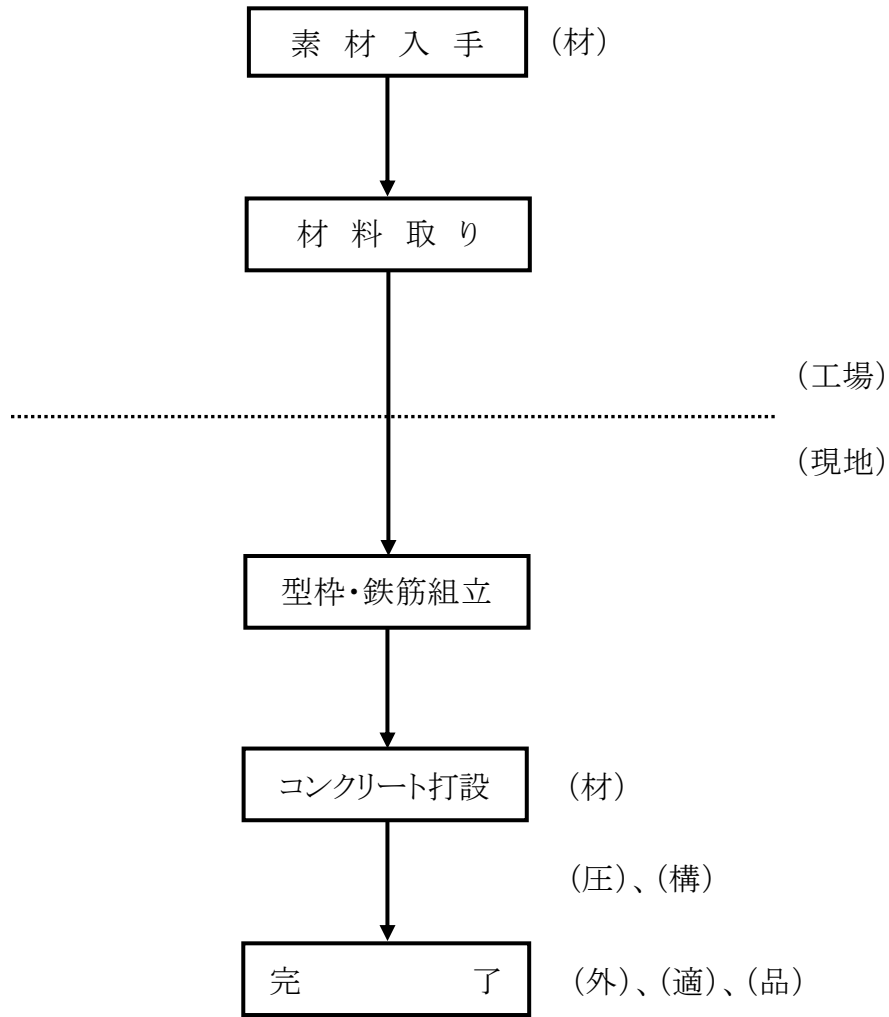 素材入手 (材)
材料取り
(工場)
(現地)
型枠・鉄筋組立
コンクリート打設 (材)
(圧)、(構)
完了 (外)、(適)、(品)